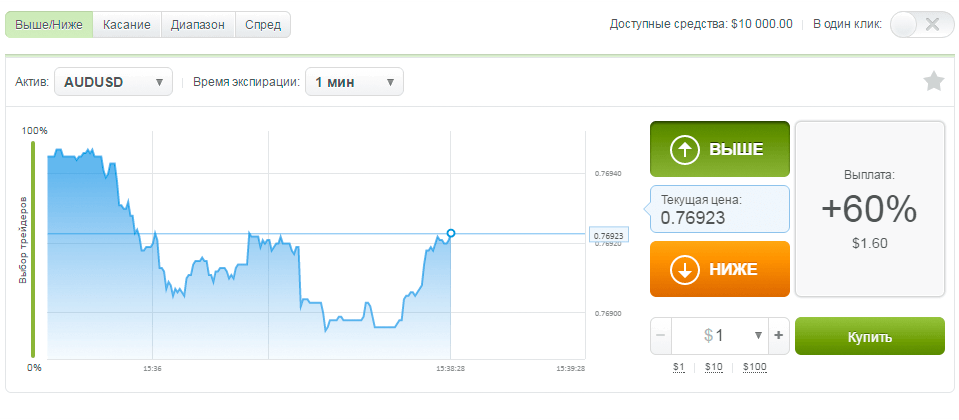 Выше/Ниже Касание Диапазон Спред Доступные средства: $10 000.00 В один клик:
Актив: AUDUSD Время экспирации: 1 мин
100%
Выбор трейдеров
0%
0.76940
0.76923
0.76920
0.76900
15:36 15:38:28 15:39:28
ВЫШЕ
Текущая цена:
0.76923
НИЖЕ
Выплата:
+60%
$1.60
− $1 +
Купить
$1 $10 $100